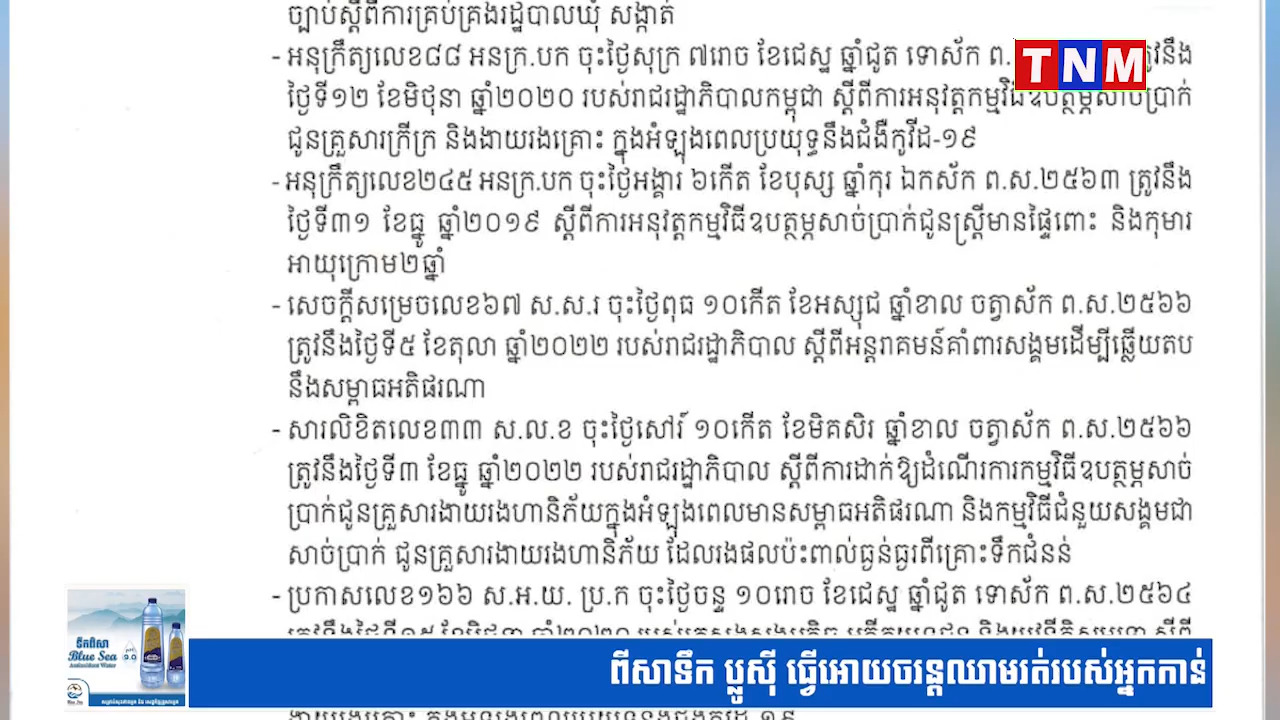 ច្បាប់ស្តីពីការគ្រប់គ្រងរដ្ឋបាលឃុំ សង្កាត់
- អនុក្រឹត្យលេខ៨៨ អនក្រ.បក ចុះថ្ងៃសុក្រ ៧រោច ខែជេស្ឋ ឆ្នាំជូត ទោស័ក ព.
TNM
ត្រូវនឹង
ថ្ងៃទី១២ ខែមិថុនា ឆ្នាំ២០២០ របស់រាជរដ្ឋាភិបាលកម្ពុជា ស្តីពីការអនុវត្តកម្មវិធីឧបត្ថម្ភសាច់ប្រាក់
ជូនគ្រួសារក្រីក្រ និងងាយរងគ្រោះ ក្នុងអំឡុងពេលប្រយុទ្ធនឹងជំងឺកូវីដ-១៩
- អនុក្រឹត្យលេខ២៤៥ អនក្រ.បក ចុះថ្ងៃអង្គារ ៦កើត ខែបុស្ស ឆ្នាំកុរ ឯកស័ក ព.ស.២៥៦៣ ត្រូវនឹង
ថ្ងៃទី៣១ ខែធ្នូ ឆ្នាំ២០១៩ ស្តីពីការអនុវត្តកម្មវិធីឧបត្ថម្ភសាច់ប្រាក់ជូនស្ត្រីមានផ្ទៃពោះ និងកុមារ
អាយុក្រោម២ឆ្នាំ
- សេចក្តីសម្រេចលេខ៦៧ ស.ស.រ ចុះថ្ងៃពុធ ១០កើត ខែអស្សុជ ឆ្នាំខាល ចត្វាស័ក ព.ស.២៥៦៦
ត្រូវនឹងថ្ងៃទី៥ ខែតុលា ឆ្នាំ២០២២ របស់រាជរដ្ឋាភិបាល ស្តីពីអន្តរាគមន៍គាំពារសង្គមដើម្បីឆ្លើយតប
នឹងសម្ពាធអតិផរណា
- សារលិខិតលេខ៣៣ ស.ល.ខ ចុះថ្ងៃសៅរ៍ ១០កើត ខែមិគសិរ ឆ្នាំខាល ចត្វាស័ក ព.ស.២៥៦៦
ត្រូវនឹងថ្ងៃទី៣ ខែធ្នូ ឆ្នាំ២០២២ របស់រាជរដ្ឋាភិបាល ស្តីពីការដាក់ឱ្យដំណើរការកម្មវិធីឧបត្ថម្ភសាច់
ប្រាក់ជូនគ្រួសារងាយរងហានិភ័យក្នុងអំឡុងពេលមានសម្ពាធអតិផរណា និងកម្មវិធីជំនួយសង្គមជា
សាច់ប្រាក់ ជូនគ្រួសារងាយរងហានិភ័យ ដែលរងផលប៉ះពាល់ធ្ងន់ធ្ងរពីគ្រោះទឹកជំនន់
- ប្រកាសលេខ១៦៦ ស.អ.យ. ប្រ.ក ចុះថ្ងៃចន្ទ ១០រោច ខែជេស្ឋ ឆ្នាំជូត ទោស័ក ព.ស.២៥៦៤
ទឹកពិសា
Blue Sea
Antioxidant Water
pH 9.0
ពីសាទឹក ប្លូស៊ី ធ្វើអោយចរន្តឈាមរត់របស់អ្នកកាន់